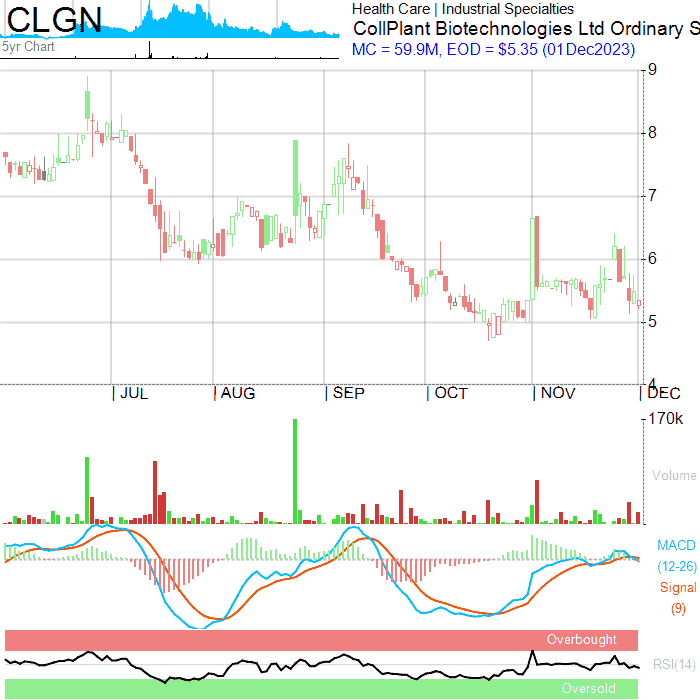 CLGN
5yr Chart
Health Care | Industrial Specialties
CollPlant Biotechnologies Ltd Ordinary S
MC = 59.9M, EOD = $5.35 (01Dec2023)
9
8
7
6
5
4
| JUL | AUG | SEP | OCT | NOV | DEC
170k
Volume
MACD
(12-26)
Signal
(9)
Overbought
RSI(14)
Oversold